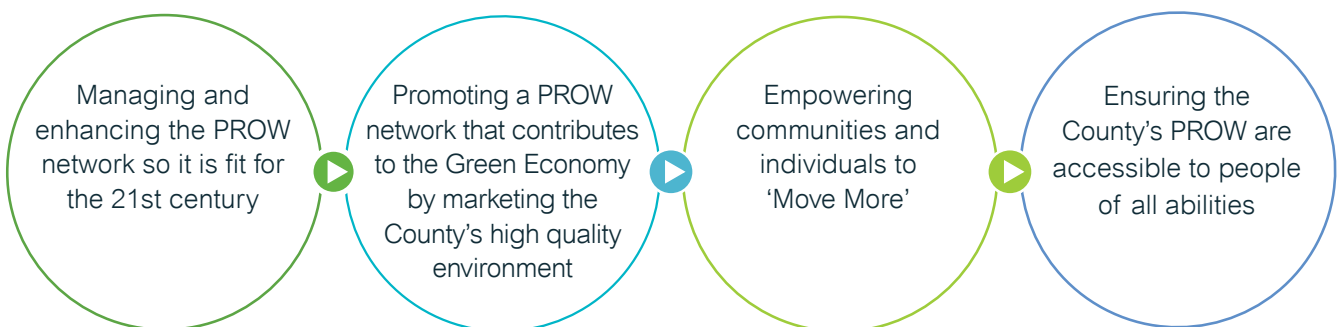 Managing and
enhancing the PROW
network so it is fit for
the 21st century
Promoting a PROW
network that contributes
to the Green Economy
by marketing the
County’s high quality
environment
Empowering
communities and
individuals to
‘Move More’
Ensuring the
County’s PROW are
accessible to people
of all abilities